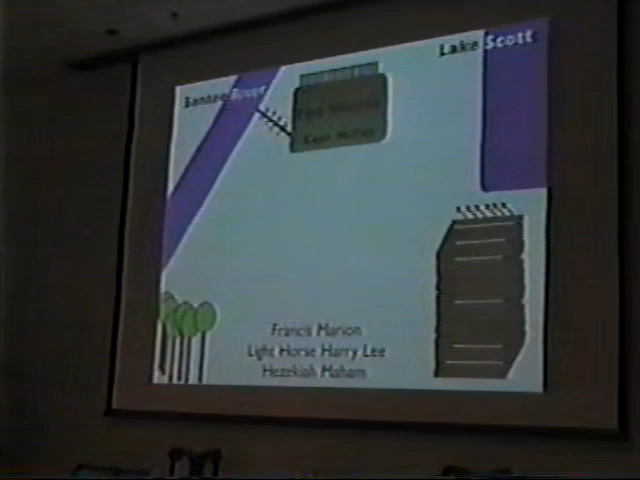 Lake Scott
Santee River
Francis Marion
Light Horse Harry Lee
Hezekiah Maham